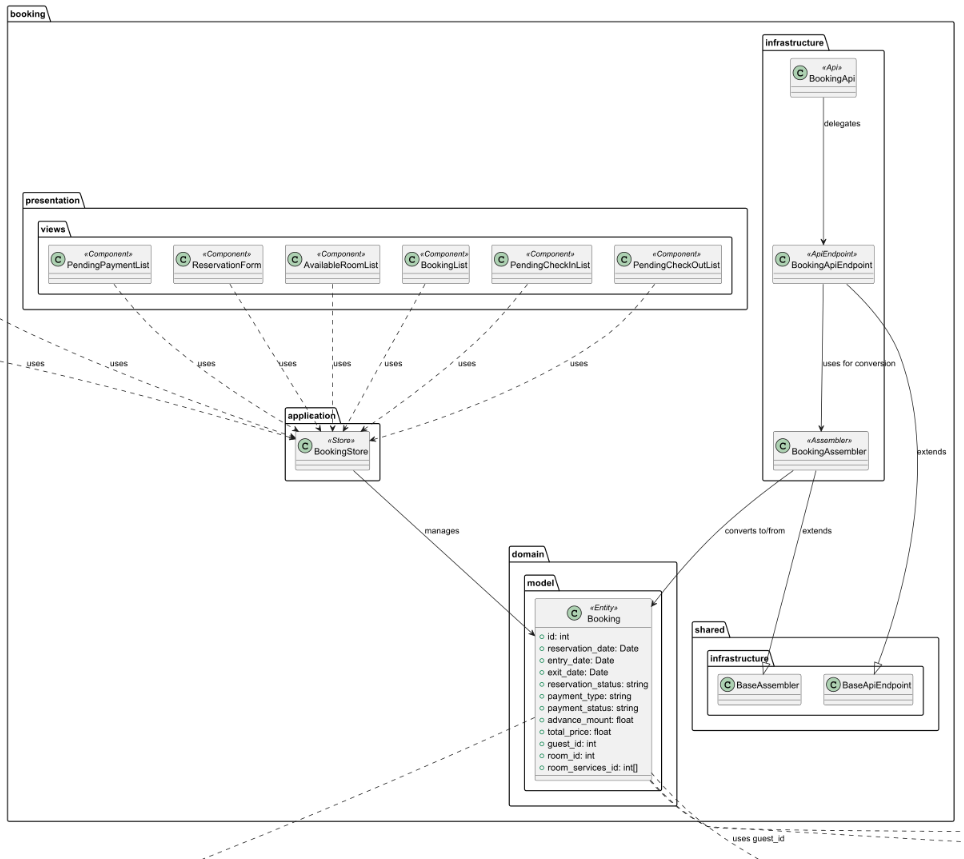 booking
infrastructure
C «Api»
BookingApi
delegates
presentation
views
C «Component»
PendingPaymentList
C «Component»
ReservationForm
C «Component»
AvailableRoomList
C «Component»
BookingList
C «Component»
PendingCheckInList
C «Component»
PendingCheckOutList
C «ApiEndpoint»
BookingApiEndpoint
uses
uses
uses
uses
uses
uses
uses
uses
uses for conversion
application
C «Store»
BookingStore
C «Assembler»
BookingAssembler
extends
manages
converts to/from
extends
domain
model
C «Entity»
Booking
id: int
reservation_date: Date
entry_date: Date
exit_date: Date
reservation_status: string
payment_type: string
payment_status: string
advance_mount: float
total_price: float
guest_id: int
room_id: int
room_services_id: int[]
shared
infrastructure
C BaseAssembler
C BaseApiEndpoint
uses guest_id